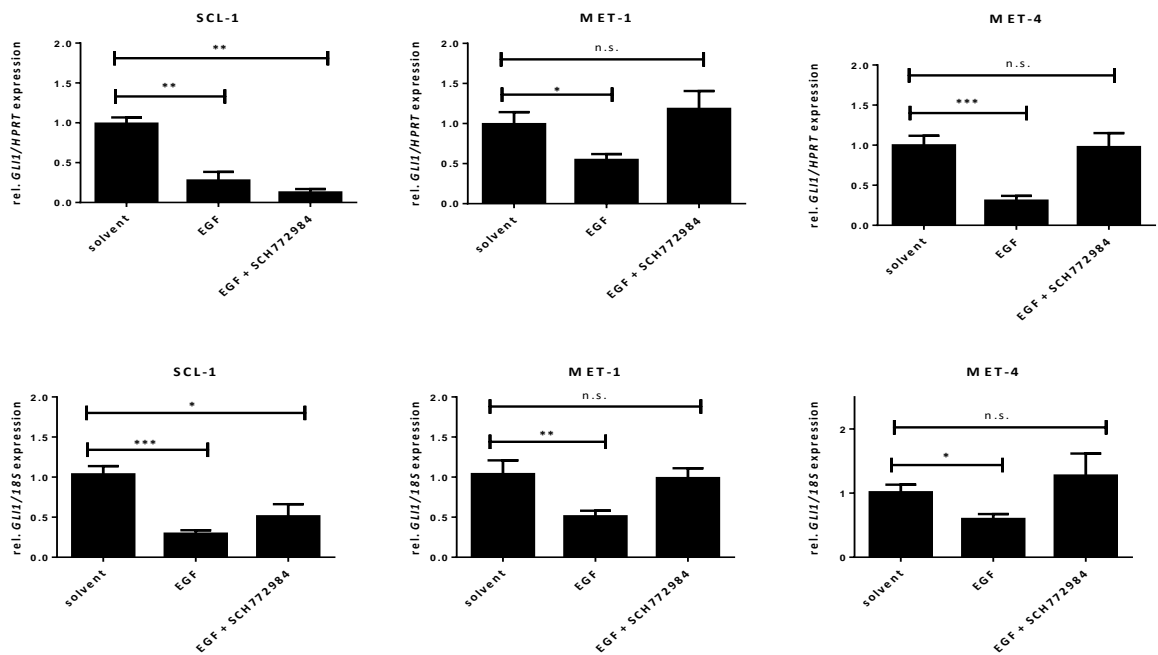 SCL-1
rel. GLI1/HPRT expression
2.0
1.5
1.0
0.5
0.0
**
**
solvent
EGF
EGF + SCH772984
MET-1
rel. GLI1/HPRT expression
2.0
1.5
1.0
0.5
0.0
n.s.
*
solvent
EGF
EGF + SCH772984
MET-4
rel. GLI1/HPRT expression
2.0
1.5
1.0
0.5
0.0
n.s.
***
solvent
EGF
EGF + SCH772984
SCL-1
rel. GLI1/18S expression
2.0
1.5
1.0
0.5
0.0
*
***
solvent
EGF
EGF + SCH772984
MET-1
rel. GLI1/18S expression
2.0
1.5
1.0
0.5
0.0
n.s.
**
solvent
EGF
EGF + SCH772984
MET-4
rel. GLI1/18S expression
2
1
0
n.s.
*
solvent
EGF
EGF + SCH772984